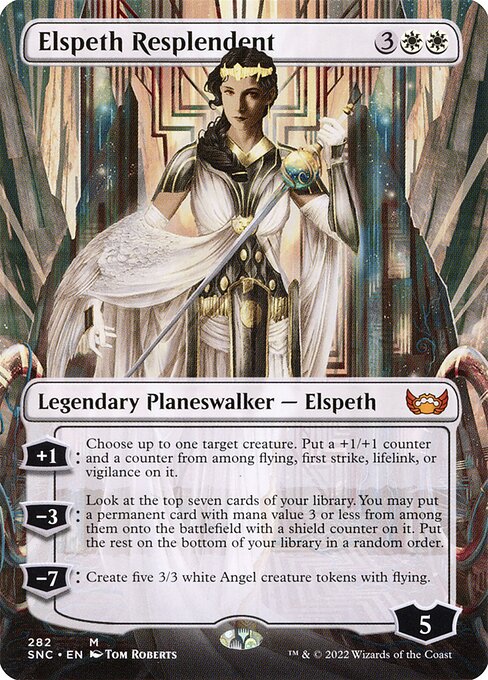 Elspeth Resplendent 3
Legendary Planeswalker — Elspeth
+1 : Choose up to one target creature. Put a +1/+1 counter
and a counter from among flying, first strike, lifelink, or
vigilance on it.
−3 : Look at the top seven cards of your library. You may put
a permanent card with mana value 3 or less from among
them onto the battlefield with a shield counter on it. Put
the rest on the bottom of your library in a random order.
−7 : Create five 3/3 white Angel creature tokens with flying.
5
282 M
SNC • EN Tom Roberts
™ & © 2022 Wizards of the Coast